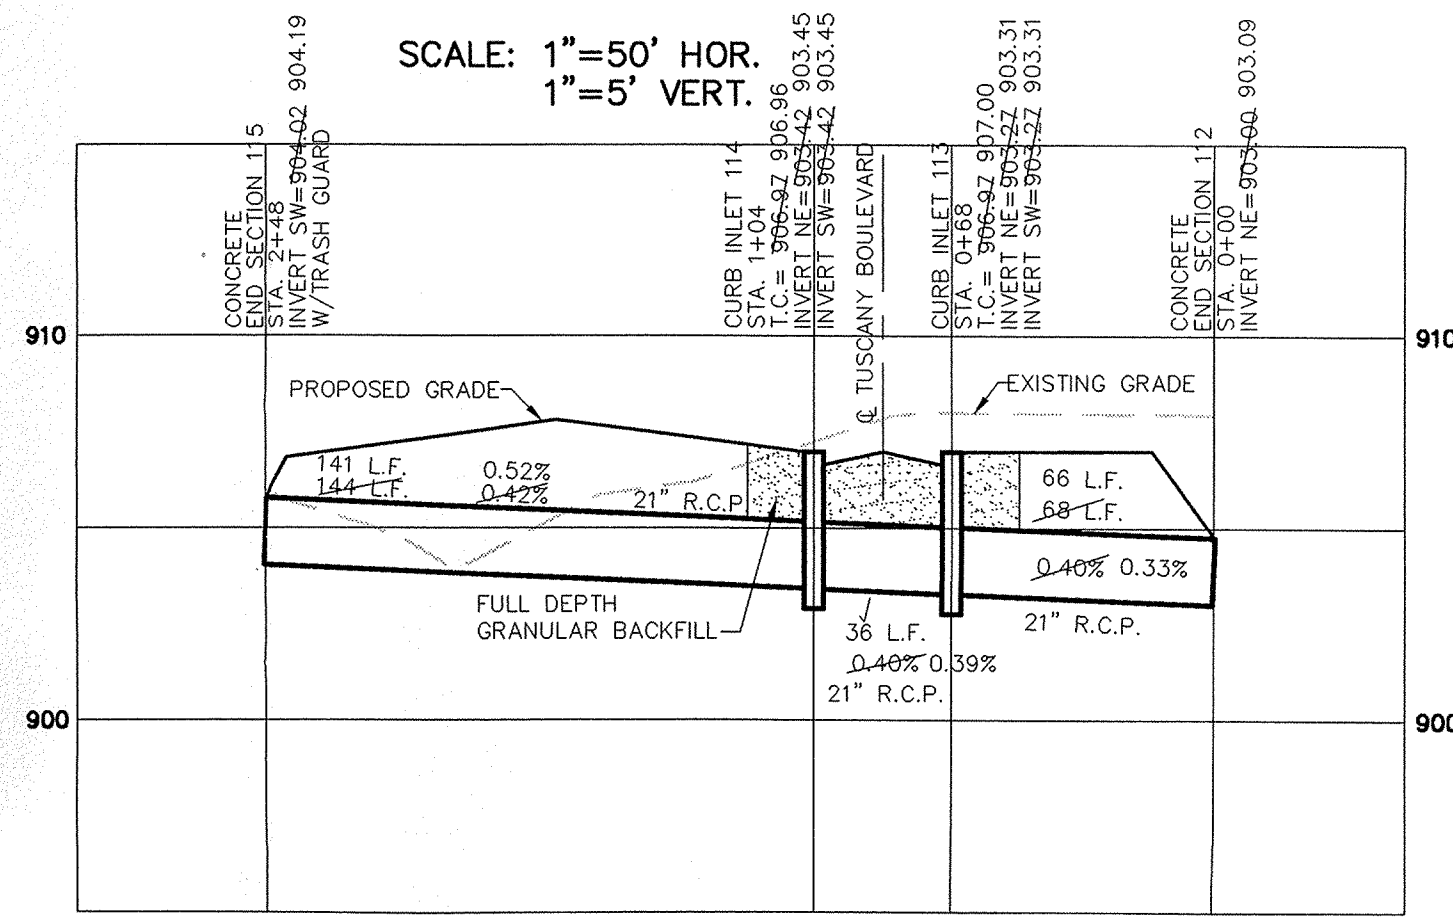 SCALE: 1"=50' HOR.
1"=5' VERT.
CONCRETE
END SECTION 115
STA. 2+48
INVERT SW=904.02 904.19
W/TRASH GUARD
CURB INLET 114
STA. 1+04
T.C.= 906.97 906.96
INVERT NE=903.42 903.45
INVERT SW=903.42 903.45
℄ TUSCANY BOULEVARD
CURB INLET 113
STA. 0+68
T.C.= 906.97 907.00
INVERT NE=903.27 903.31
INVERT SW=903.27 903.31
CONCRETE
END SECTION 112
STA. 0+00
INVERT NE=903.00 903.09
910
910
PROPOSED GRADE
EXISTING GRADE
141 L.F.
144 L.F.
0.52%
0.42%
21" R.C.P
66 L.F.
68 L.F.
0.40% 0.33%
21" R.C.P.
FULL DEPTH
GRANULAR BACKFILL
36 L.F.
0.40% 0.39%
21" R.C.P.
900
900